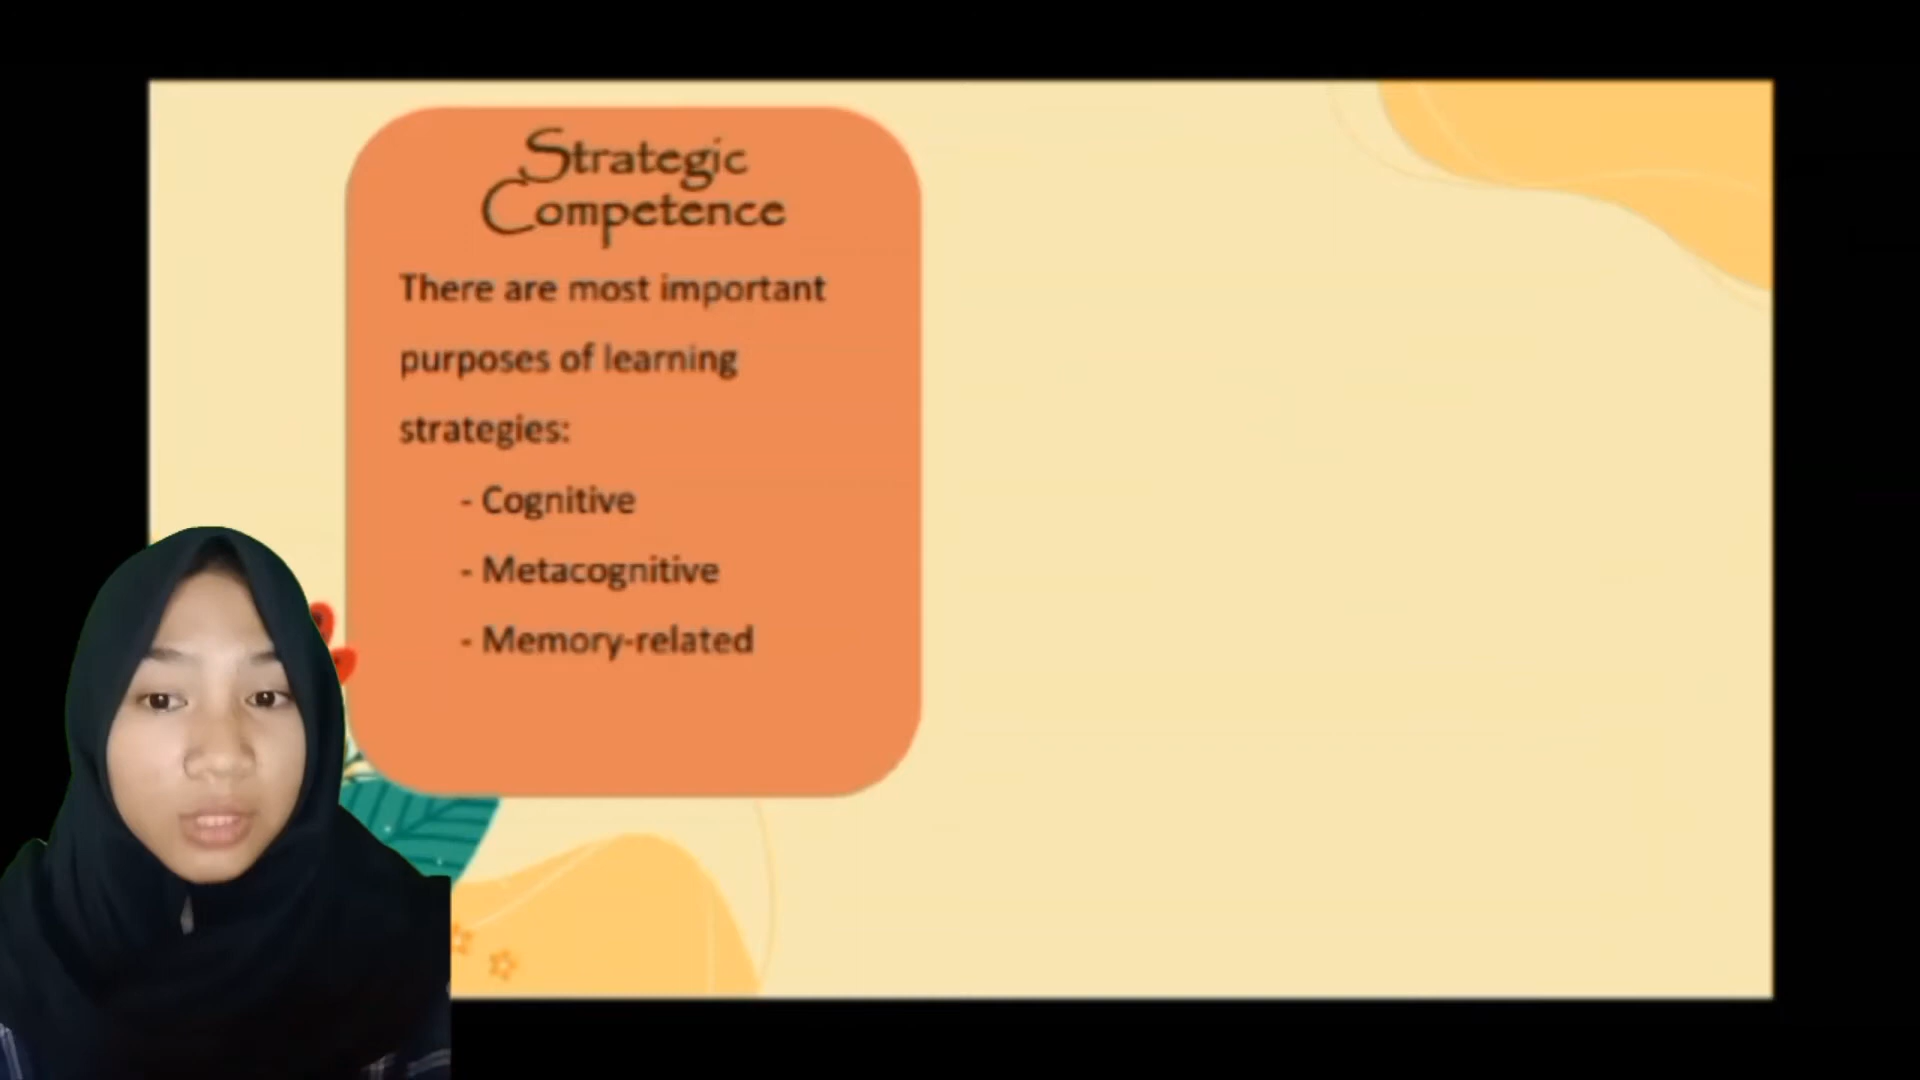 Strategic
Competence
There are most important
purposes of learning
strategies:
- Cognitive
- Metacognitive
- Memory-related